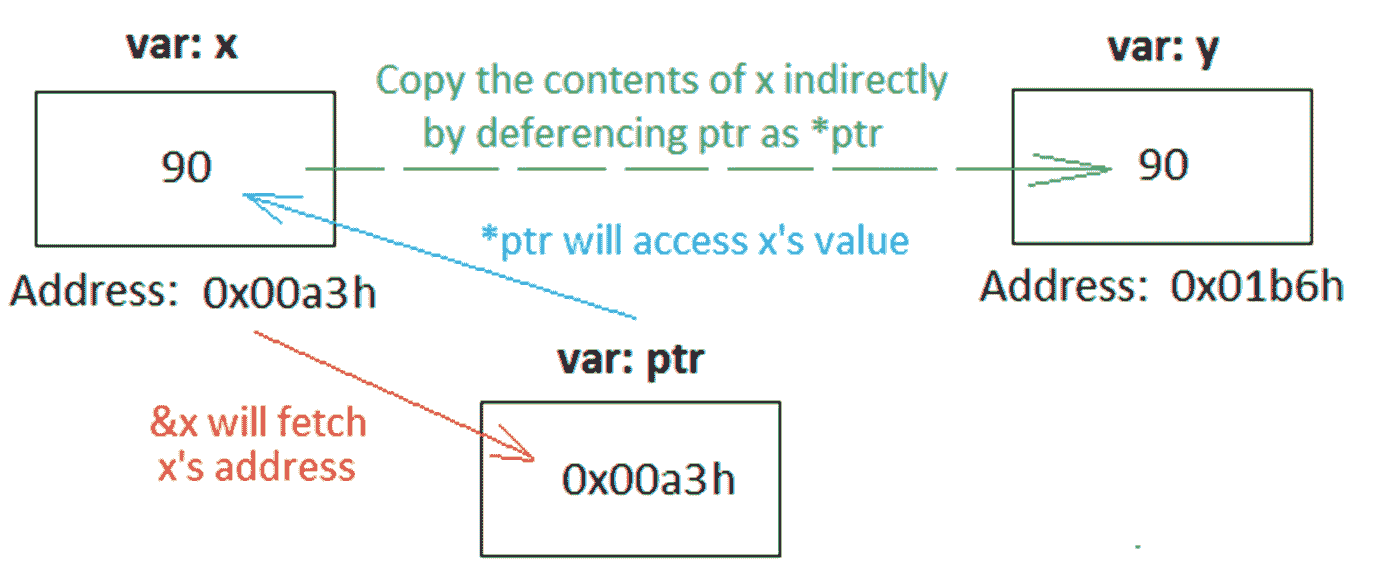 var: x
var: y
Copy the contents of x indirectly
by deferencing ptr as *ptr
90
90
*ptr will access x's value
Address: 0x00a3h
Address: 0x01b6h
var: ptr
&x will fetch
x's address
0x00a3h